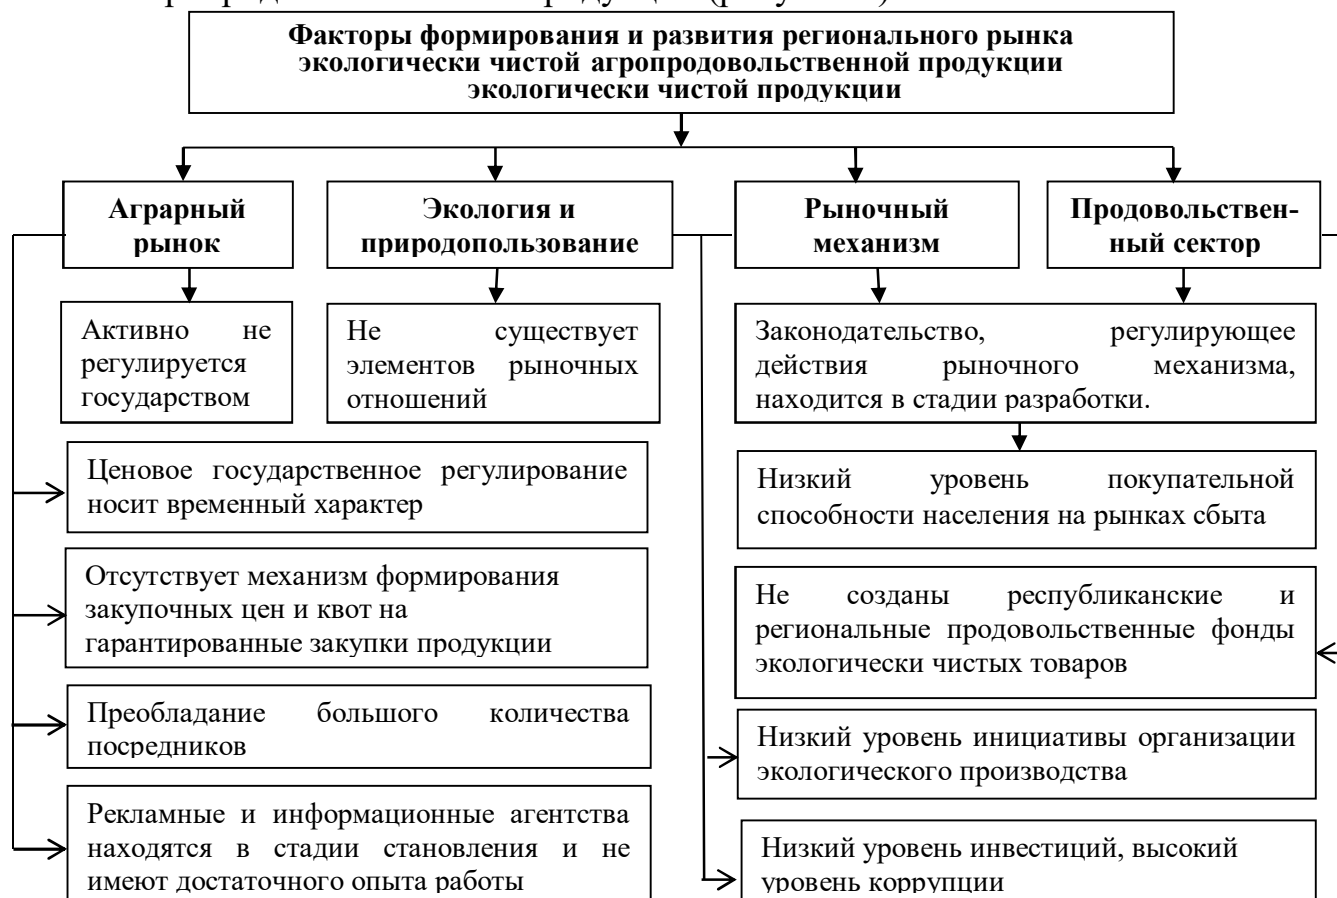 Факторы формирования и развития регионального рынка
экологически чистой агропродовольственной продукции
экологически чистой продукции
Аграрный
рынок
Экология и
природопользование
Рыночный
механизм
Продовольствен-
ный сектор
Активно не
регулируется
государством
Не существует
элементов рыночных
отношений
Законодательство, регулирующее
действия рыночного механизма,
находится в стадии разработки.
Ценовое государственное регулирование
носит временный характер
Низкий уровень покупательной
способности населения на рынках сбыта
Отсутствует механизм формирования
закупочных цен и квот на
гарантированные закупки продукции
Не созданы республиканские и
региональные продовольственные фонды
экологически чистых товаров
Преобладание большого количества
посредников
Низкий уровень инициативы организации
экологического производства
Рекламные и информационные агентства
находятся в стадии становления и не
имеют достаточного опыта работы
Низкий уровень инвестиций, высокий
уровень коррупции